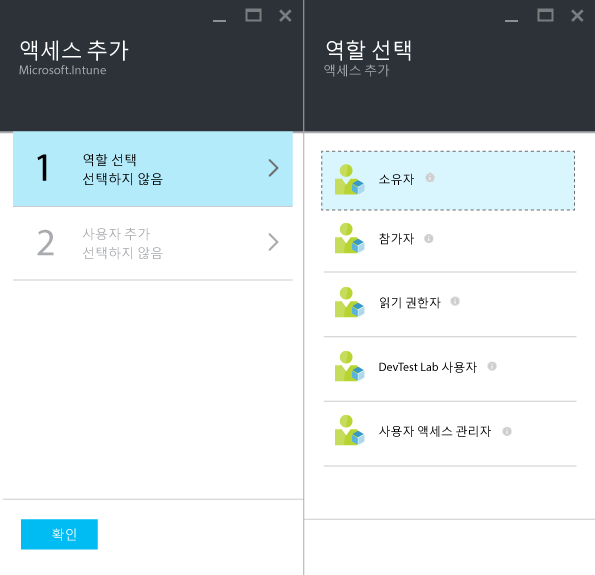 액세스 추가
Microsoft.Intune
1
역할 선택
선택하지 않음
2
사용자 추가
선택하지 않음
확인
역할 선택
액세스 추가
소유자
참가자
읽기 권한자
DevTest Lab 사용자
사용자 액세스 관리자